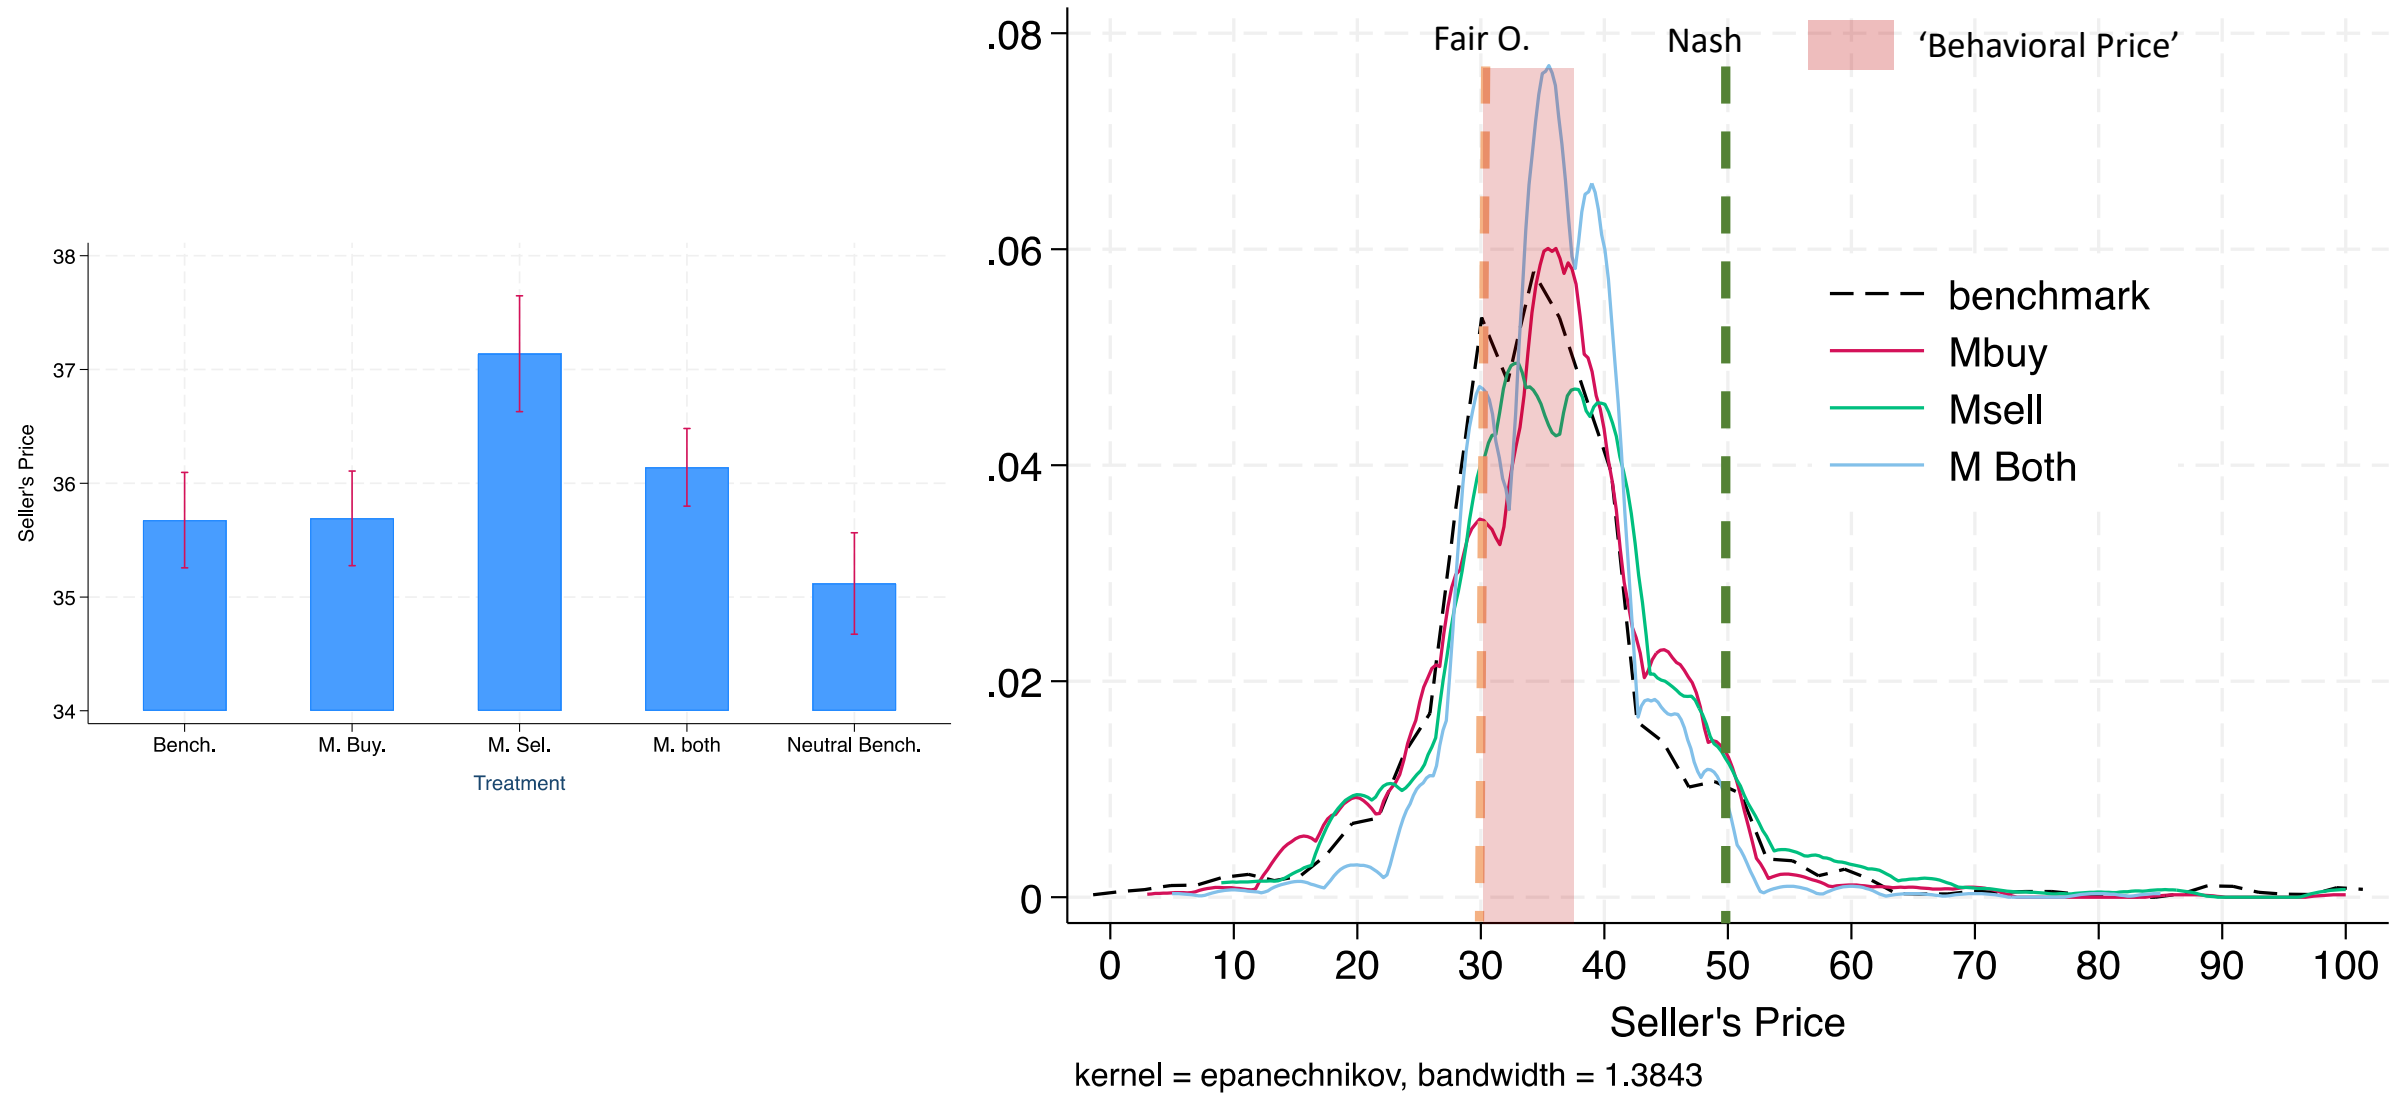 38
37
36
35
34
Seller's Price
Bench.
M. Buy.
M. Sel.
M. both
Neutral Bench.
Treatment
Fair O.
Nash
‘Behavioral Price’
.08
.06
.04
.02
0
benchmark
Mbuy
Msell
M Both
0 10 20 30 40 50 60 70 80 90 100
Seller's Price
kernel = epanechnikov, bandwidth = 1.3843